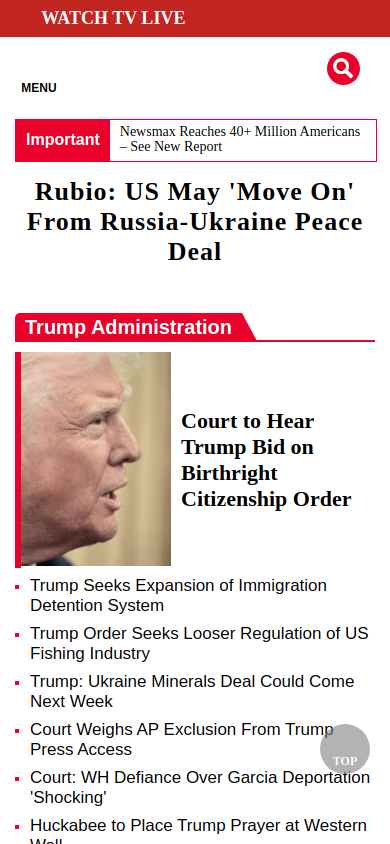 WATCH TV LIVE
MENU
Important
Newsmax Reaches 40+ Million Americans
– See New Report
Rubio: US May 'Move On'
From Russia-Ukraine Peace
Deal
Trump Administration
Court to Hear
Trump Bid on
Birthright
Citizenship Order
Trump Seeks Expansion of Immigration
Detention System
Trump Order Seeks Looser Regulation of US
Fishing Industry
Trump: Ukraine Minerals Deal Could Come
Next Week
Court Weighs AP Exclusion From Trump
Press Access
TOP
Court: WH Defiance Over Garcia Deportation
'Shocking'
Huckabee to Place Trump Prayer at Western
Wall